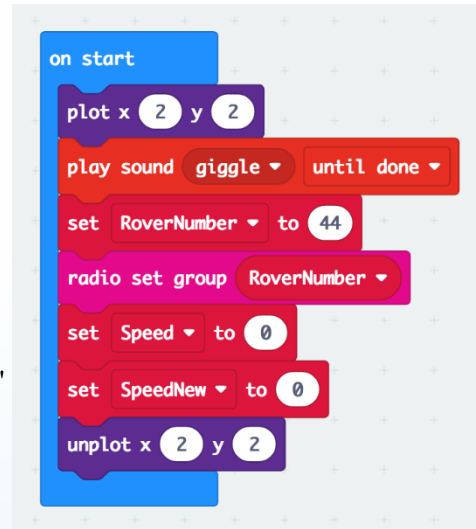 on start
plot x 2 y 2
play sound giggle until done
set RoverNumber to 44
radio set group RoverNumber
set Speed to 0
set SpeedNew to 0
unplot x 2 y 2